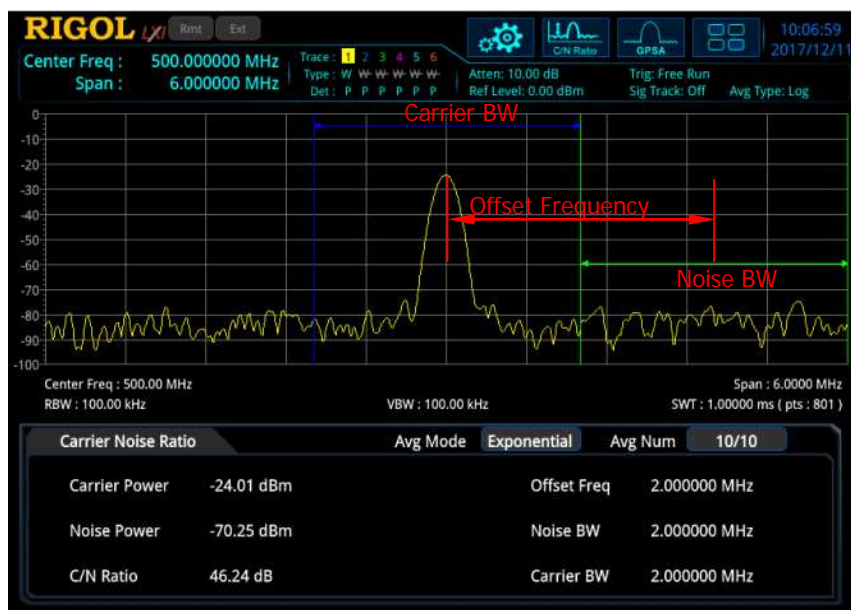 RIGOL LXI Rmt Ext
C/N Ratio GPSA
10:06:59
2017/12/11
Center Freq : 500.000000 MHz
Span : 6.000000 MHz
Trace : 1 2 3 4 5 6
Type : W W W W W W
Det : P P P P P P
Atten: 10.00 dB
Ref Level: 0.00 dBm
Trig: Free Run
Sig Track: Off Avg Type: Log
Carrier BW
Offset Frequency
Noise BW
0
-10
-20
-30
-40
-50
-60
-70
-80
-90
-100
Center Freq : 500.00 MHz Span : 6.0000 MHz
RBW : 100.00 kHz VBW : 100.00 kHz SWT : 1.00000 ms ( pts : 801 )
Carrier Noise Ratio Avg Mode Exponential Avg Num 10/10
Carrier Power -24.01 dBm Offset Freq 2.000000 MHz
Noise Power -70.25 dBm Noise BW 2.000000 MHz
C/N Ratio 46.24 dB Carrier BW 2.000000 MHz